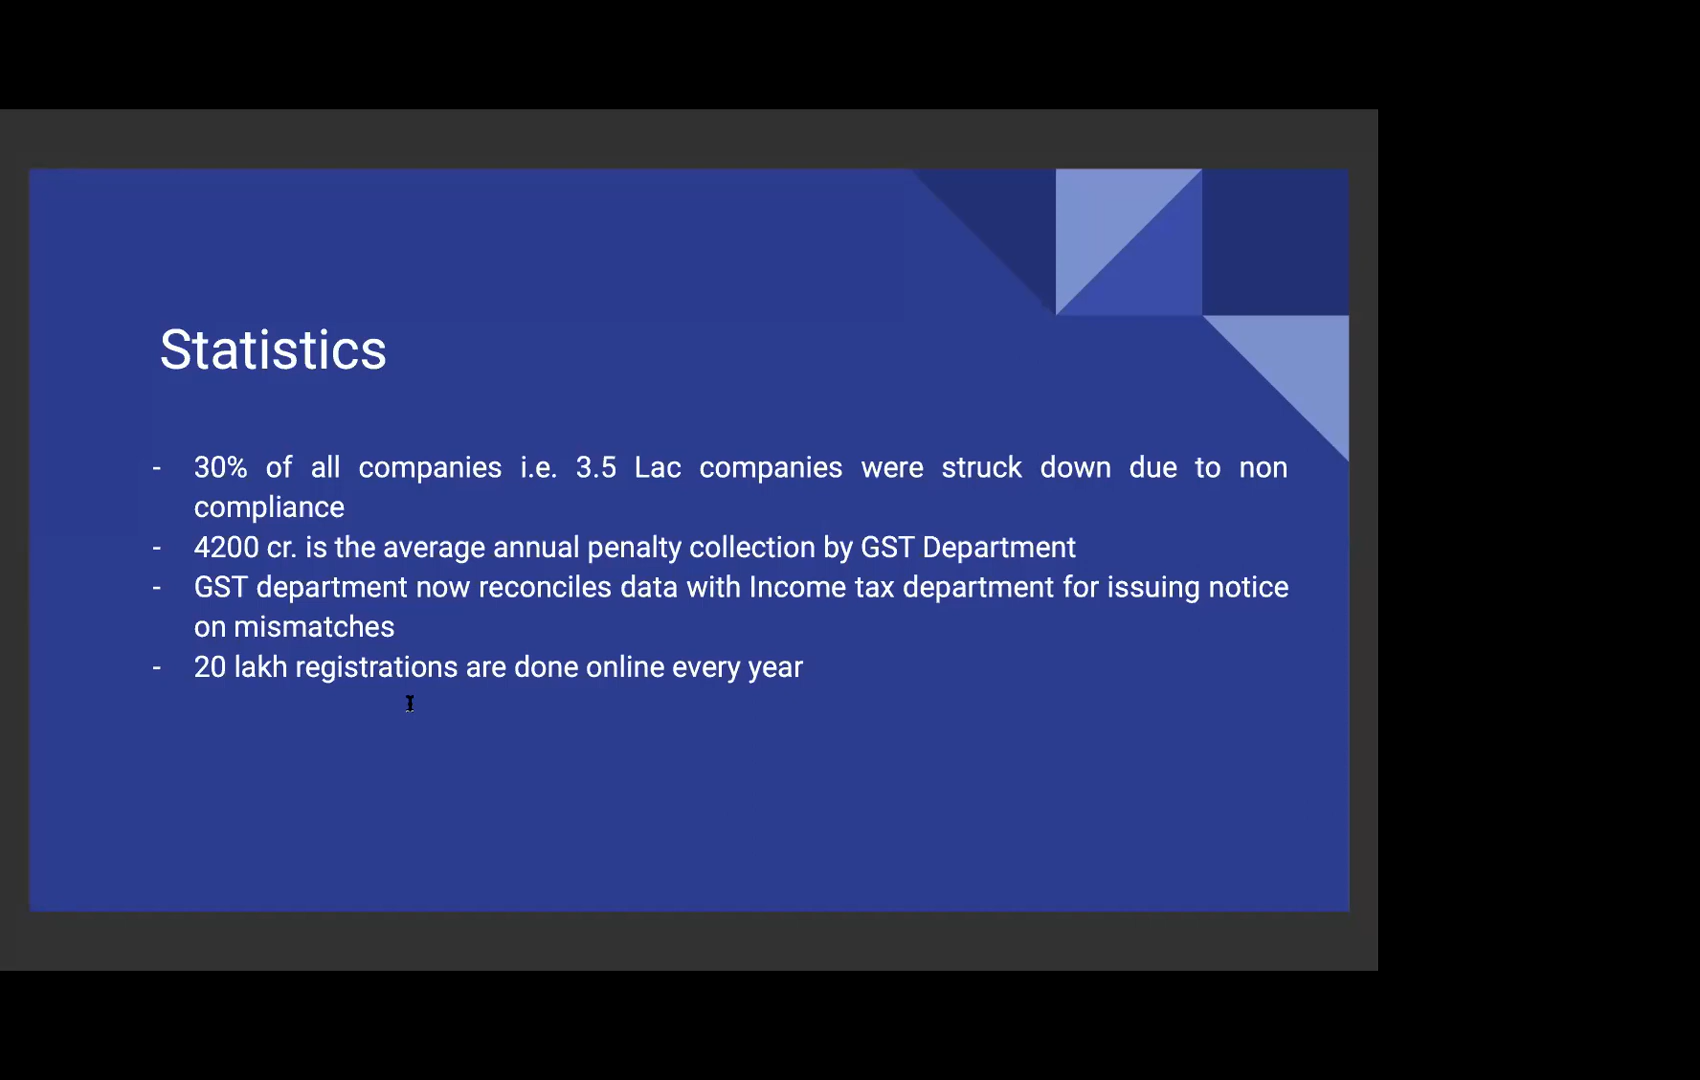 Statistics
- 30% of all companies i.e. 3.5 Lac companies were struck down due to non
compliance
- 4200 cr. is the average annual penalty collection by GST Department
- GST department now reconciles data with Income tax department for issuing notice
on mismatches
- 20 lakh registrations are done online every year